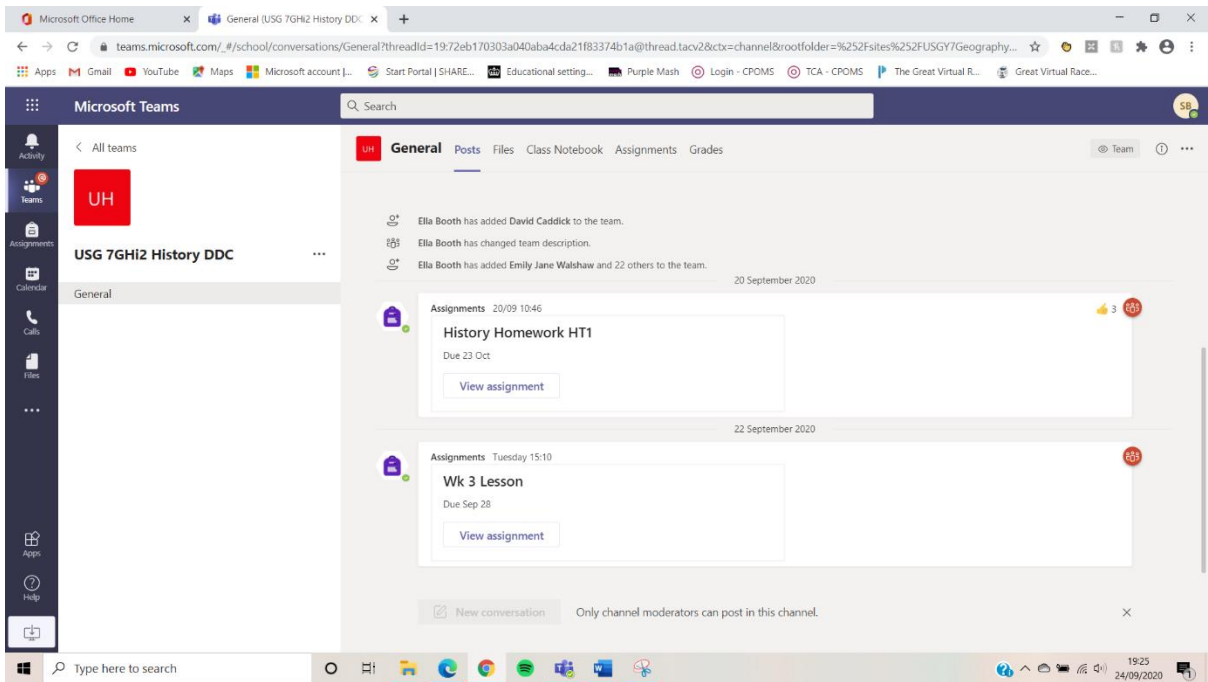 Microsoft Office Home
General (USG 7GHi2 History DDC
teams.microsoft.com/_#/school/conversations/General?threadId=19:72eb170303a040aba4cda21f83374b1a@thread.tacv2&ctx=channel&rootfolder=%252Fsites%252FUSGY7Geography...
Apps Gmail YouTube Maps Microsoft account |... Start Portal | SHARE... Educational setting... Purple Mash Login - CPOMS TCA - CPOMS The Great Virtual R... Great Virtual Race...
Microsoft Teams
Search
SB
Activity
Teams
Assignments
Calendar
Calls
Files
Apps
Help
All teams
UH
USG 7GHi2 History DDC
General
UH General Posts Files Class Notebook Assignments Grades
Team
Ella Booth has added David Caddick to the team.
Ella Booth has changed team description.
Ella Booth has added Emily Jane Walshaw and 22 others to the team.
20 September 2020
Assignments 20/09 10:46
3
History Homework HT1
Due 23 Oct
View assignment
22 September 2020
Assignments Tuesday 15:10
Wk 3 Lesson
Due Sep 28
View assignment
New conversation Only channel moderators can post in this channel.
Type here to search
19:25
24/09/2020